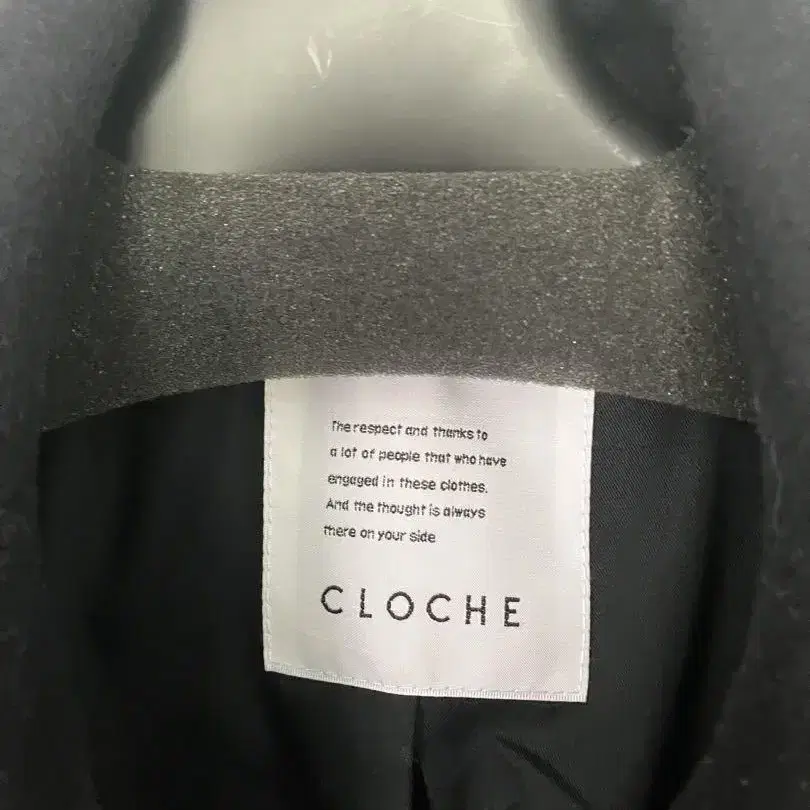 The respect and thanks to
a lot of people that who have
engaged in these clothes.
And the thought is always
there on your side
CLOCHE